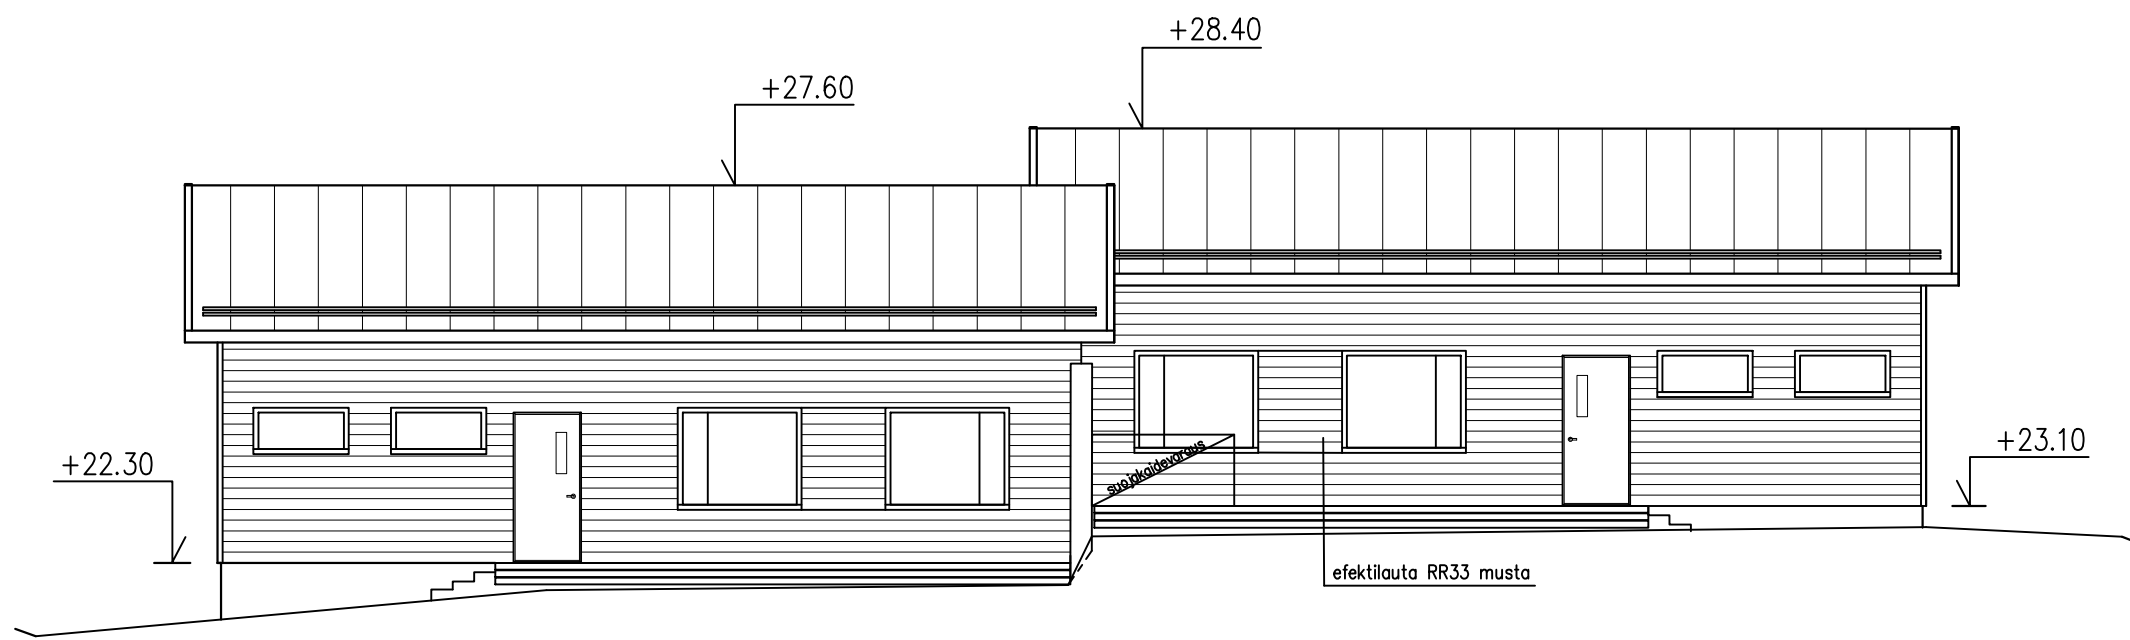 +28.40
+27.60
+23.10
+22.30
suojakaidevaraus
efektilauta RR33 musta